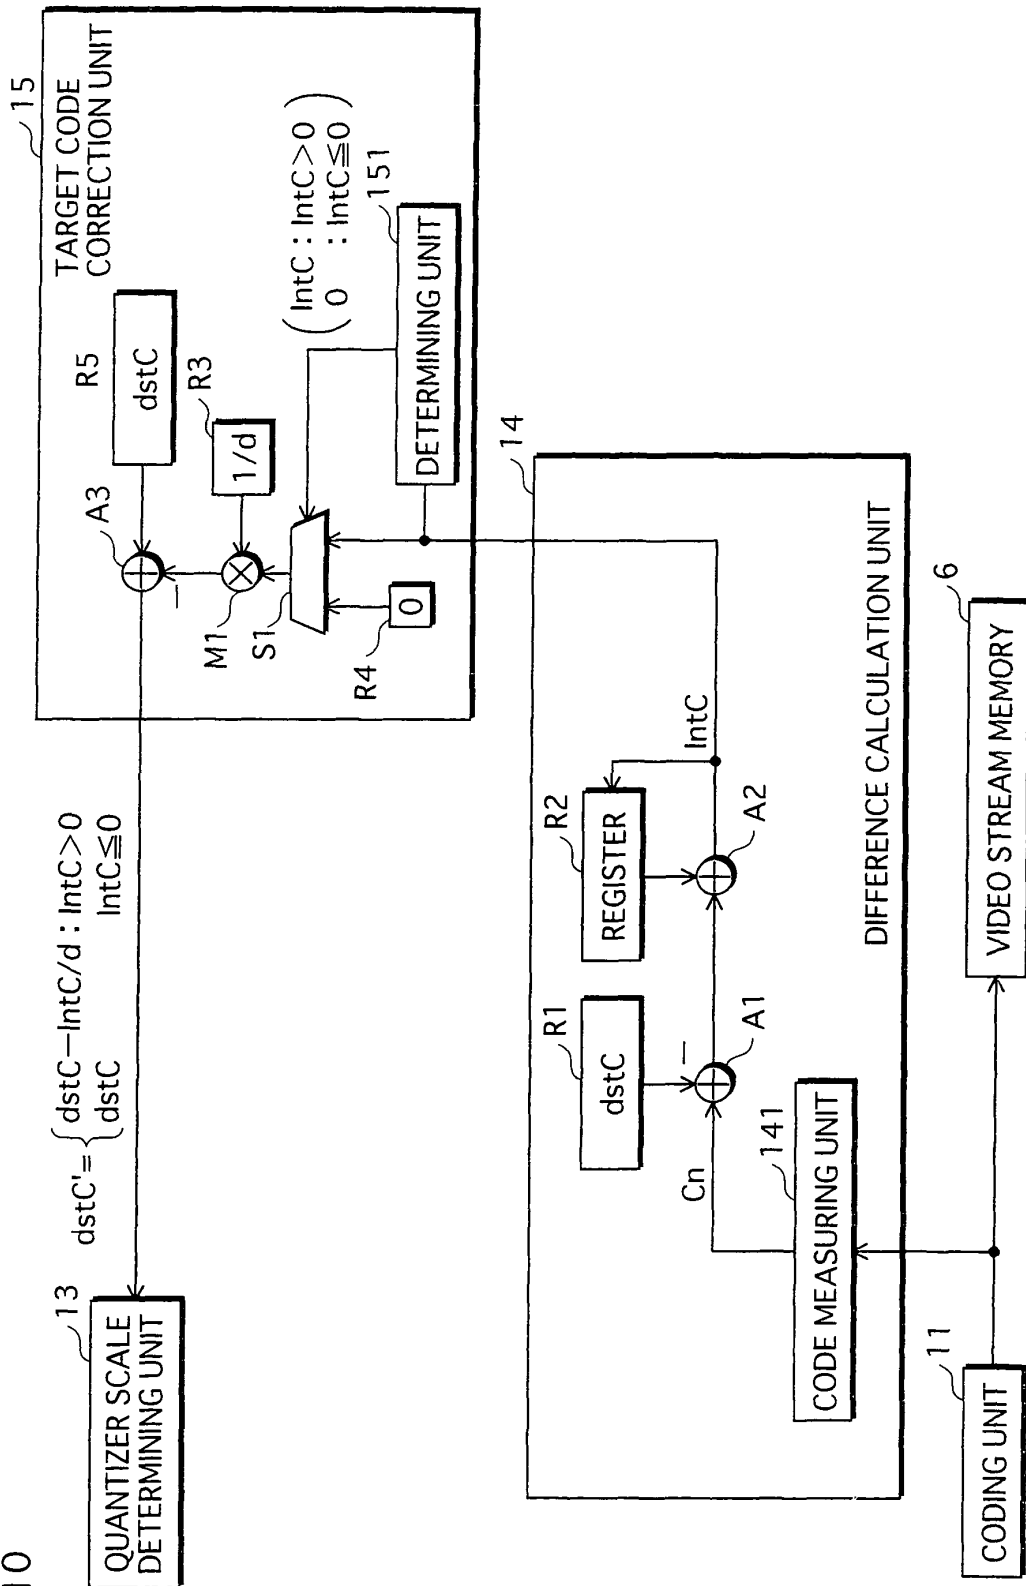 10
QUANTIZER SCALE
DETERMINING UNIT
13
dstC'= { dstC−IntC/d : IntC>0
dstC IntC≦0
15
TARGET CODE
CORRECTION UNIT
R5
dstC
A3
−
R3
1/d
M1
S1
R4
0
( IntC : IntC>0
0 : IntC≦0 )
151
DETERMINING UNIT
14
R1
dstC
−
A1
R2
REGISTER
A2
IntC
Cn
141
CODE MEASURING UNIT
DIFFERENCE CALCULATION UNIT
11
CODING UNIT
6
VIDEO STREAM MEMORY